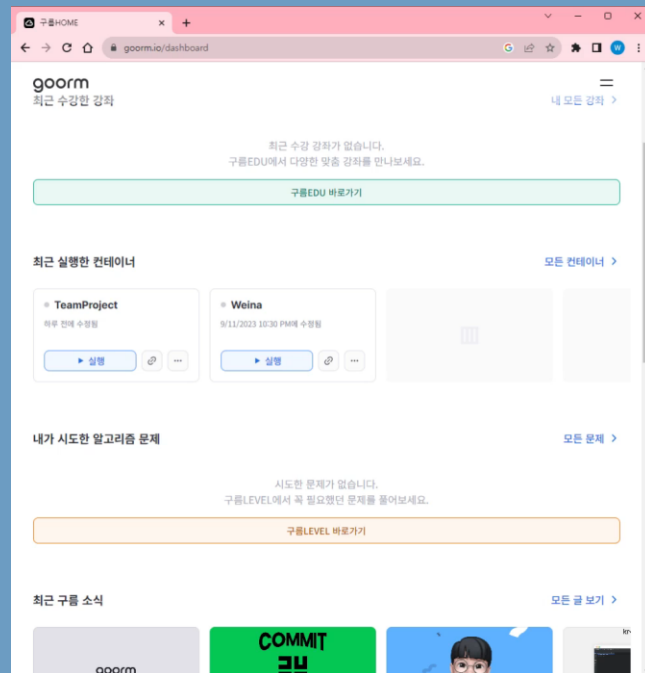 구름HOME
goorm.io/dashboard
goorm
최근 수강한 강좌
내 모든 강좌 >
최근 수강 강좌가 없습니다.
구름EDU에서 다양한 맞춤 강좌를 만나보세요.
구름EDU 바로가기
최근 실행한 컨테이너
모든 컨테이너 >
TeamProject
하루 전에 수정됨
실행
Weina
9/11/2023 10:30 PM에 수정됨
실행
내가 시도한 알고리즘 문제
모든 문제 >
시도한 문제가 없습니다.
구름LEVEL에서 꼭 필요했던 문제를 풀어보세요.
구름LEVEL 바로가기
최근 구름 소식
모든 글 보기 >
goorm
COMMIT